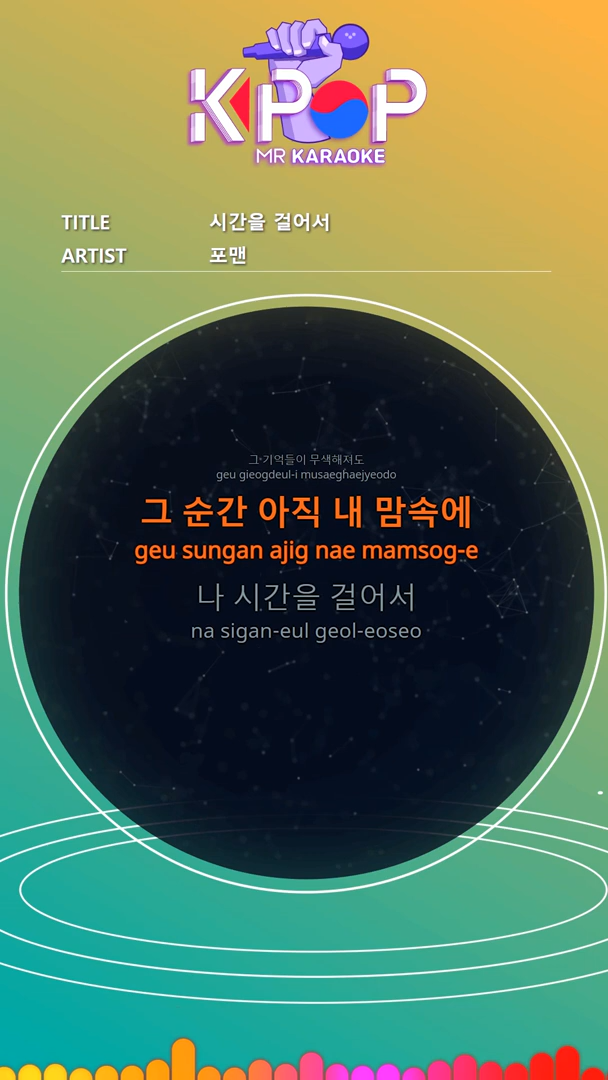 KPOP
MR KARAOKE
TITLE 시간을 걸어서
ARTIST 포맨
그 기억들이 무색해져도
geu gieogdeul-i musaeghaejyeodo
그 순간 아직 내 맘속에
geu sungan ajig nae mamsog-e
나 시간을 걸어서
na sigan-eul geol-eoseo